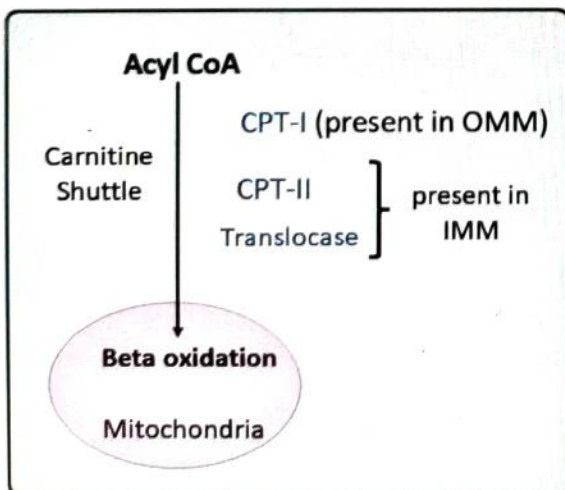 Acyl CoA
CPT-I (present in OMM)
Carnitine
Shuttle
CPT-II
Translocase
present in
IMM
Beta oxidation
Mitochondria